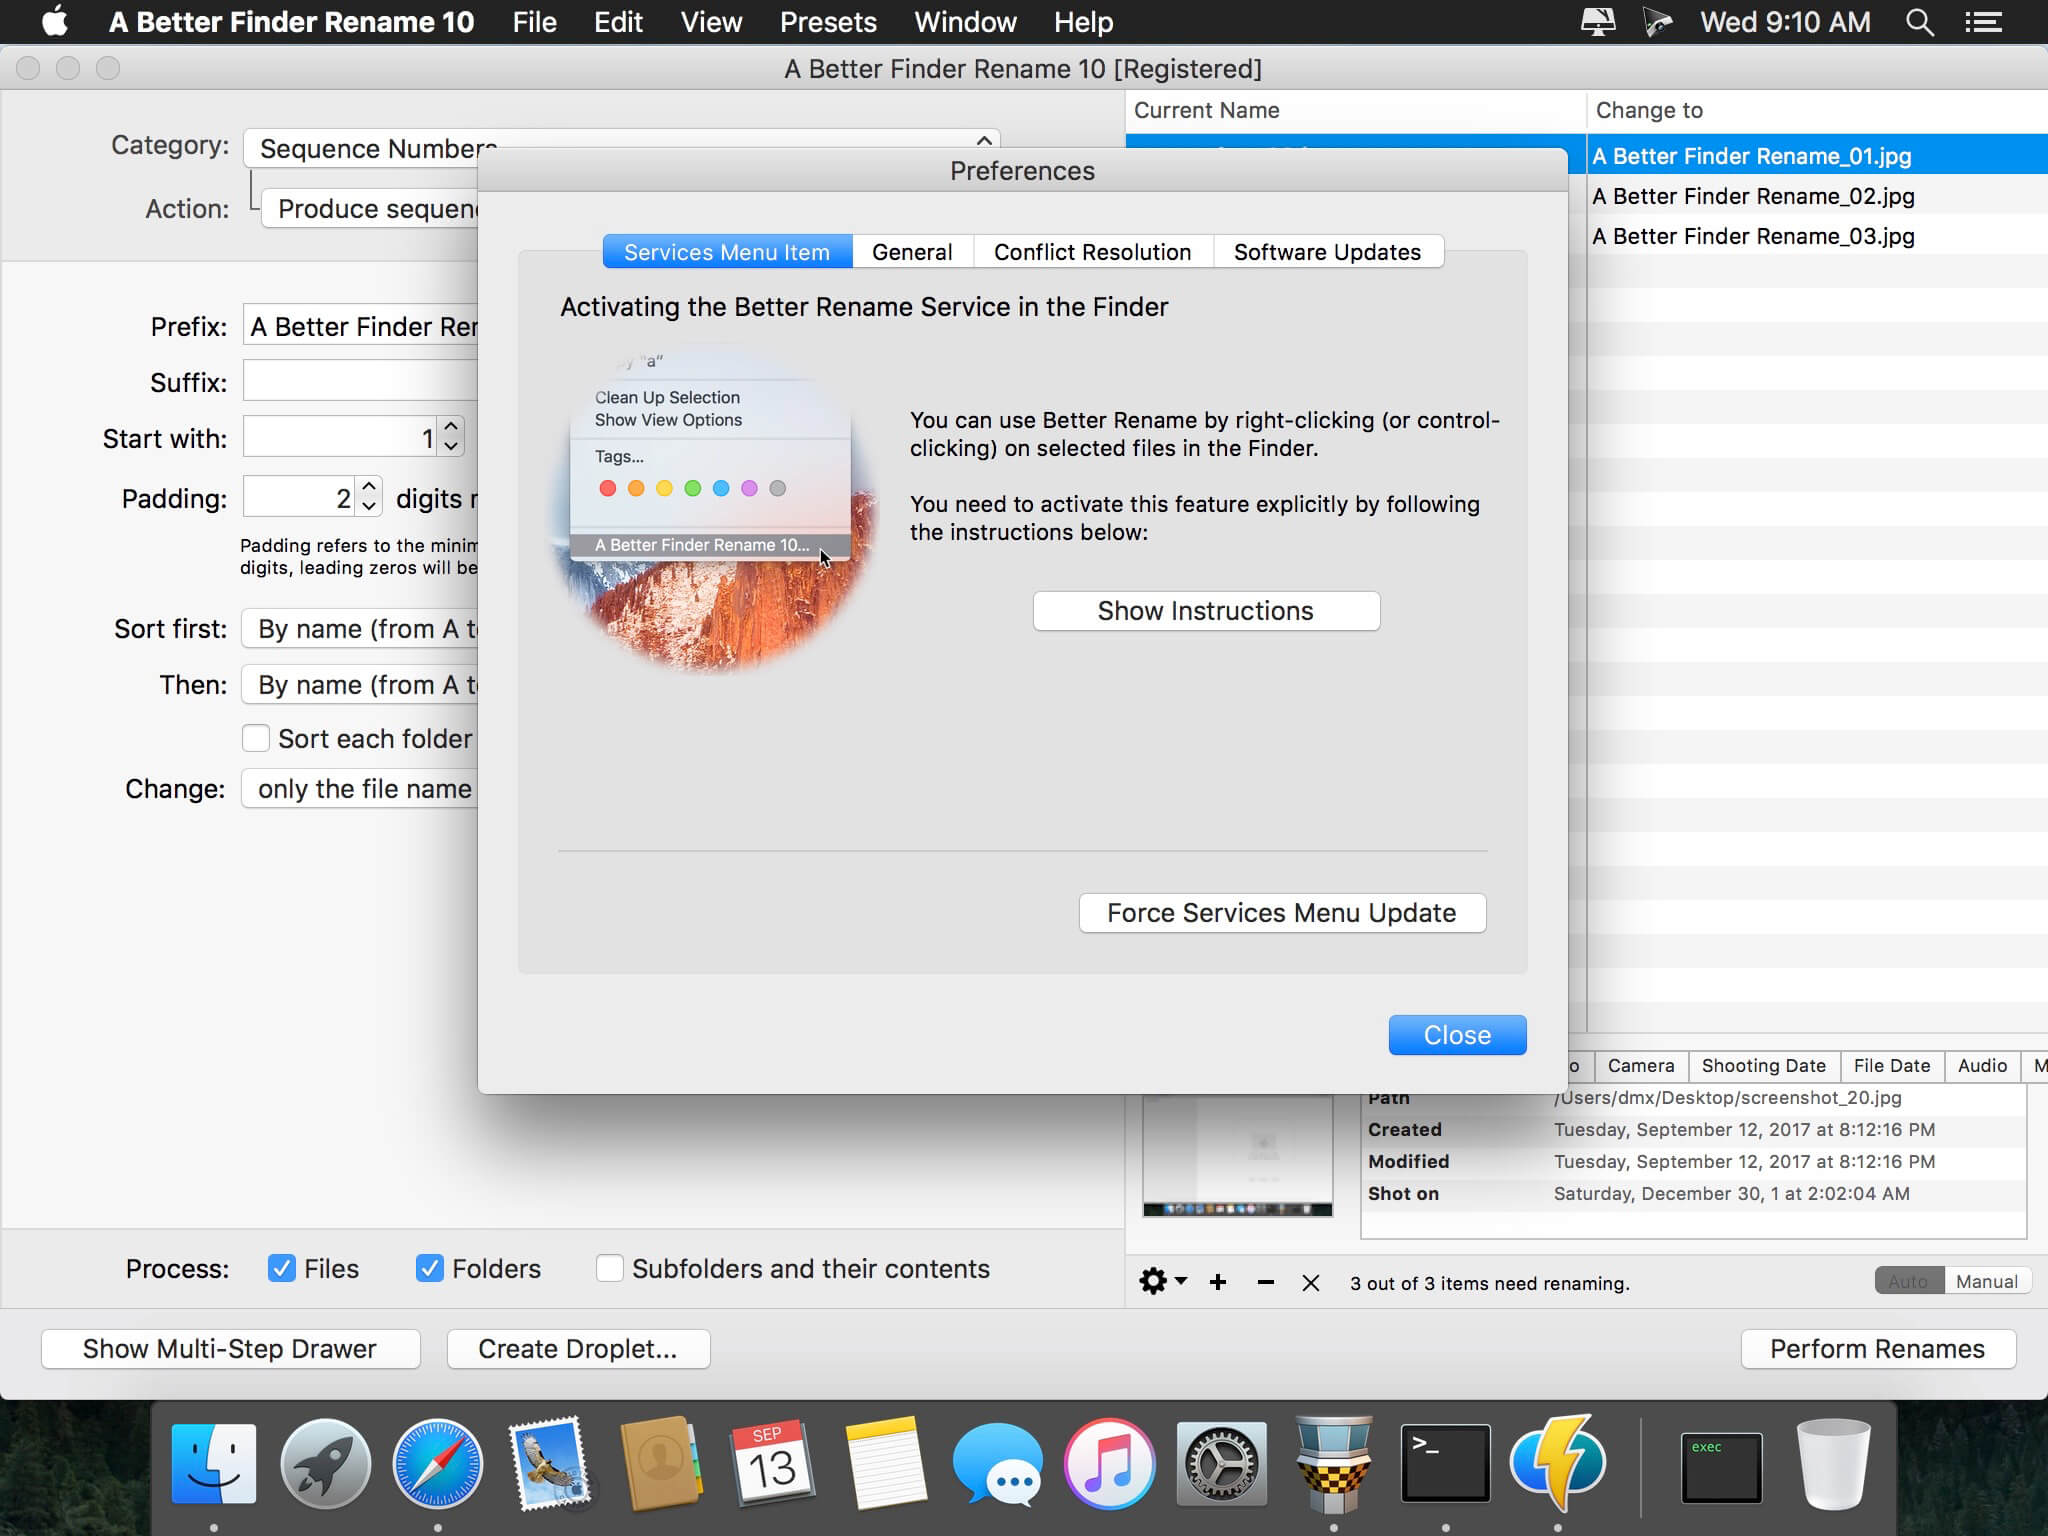 A Better Finder Rename 10 File Edit View Presets Window Help Wed 9:10 AM
A Better Finder Rename 10 [Registered]
Current Name Change to
Category: Sequence Numbers
Action: Produce sequen
A Better Finder Rename_01.jpg
A Better Finder Rename_02.jpg
A Better Finder Rename_03.jpg
Prefix: A Better Finder Ren
Suffix:
Start with: 1
Padding: 2 digits
Padding refers to the minim
digits, leading zeros will be
Sort first: By name (from A to
Then: By name (from A to
Sort each folder
Change: only the file name
Preferences
Services Menu Item General Conflict Resolution Software Updates
Activating the Better Rename Service in the Finder
"a"
Clean Up Selection
Show View Options
Tags...
A Better Finder Rename 10...
You can use Better Rename by right-clicking (or control-
clicking) on selected files in the Finder.
You need to activate this feature explicitly by following
the instructions below:
Show Instructions
Force Services Menu Update
Close
o Camera Shooting Date File Date Audio M
Path /Users/dmx/Desktop/screenshot_20.jpg
Created Tuesday, September 12, 2017 at 8:12:16 PM
Modified Tuesday, September 12, 2017 at 8:12:16 PM
Shot on Saturday, December 30, 1 at 2:02:04 AM
Process: Files Folders Subfolders and their contents
3 out of 3 items need renaming.
Auto Manual
Show Multi-Step Drawer Create Droplet... Perform Renames
SEP
13
>_
exec